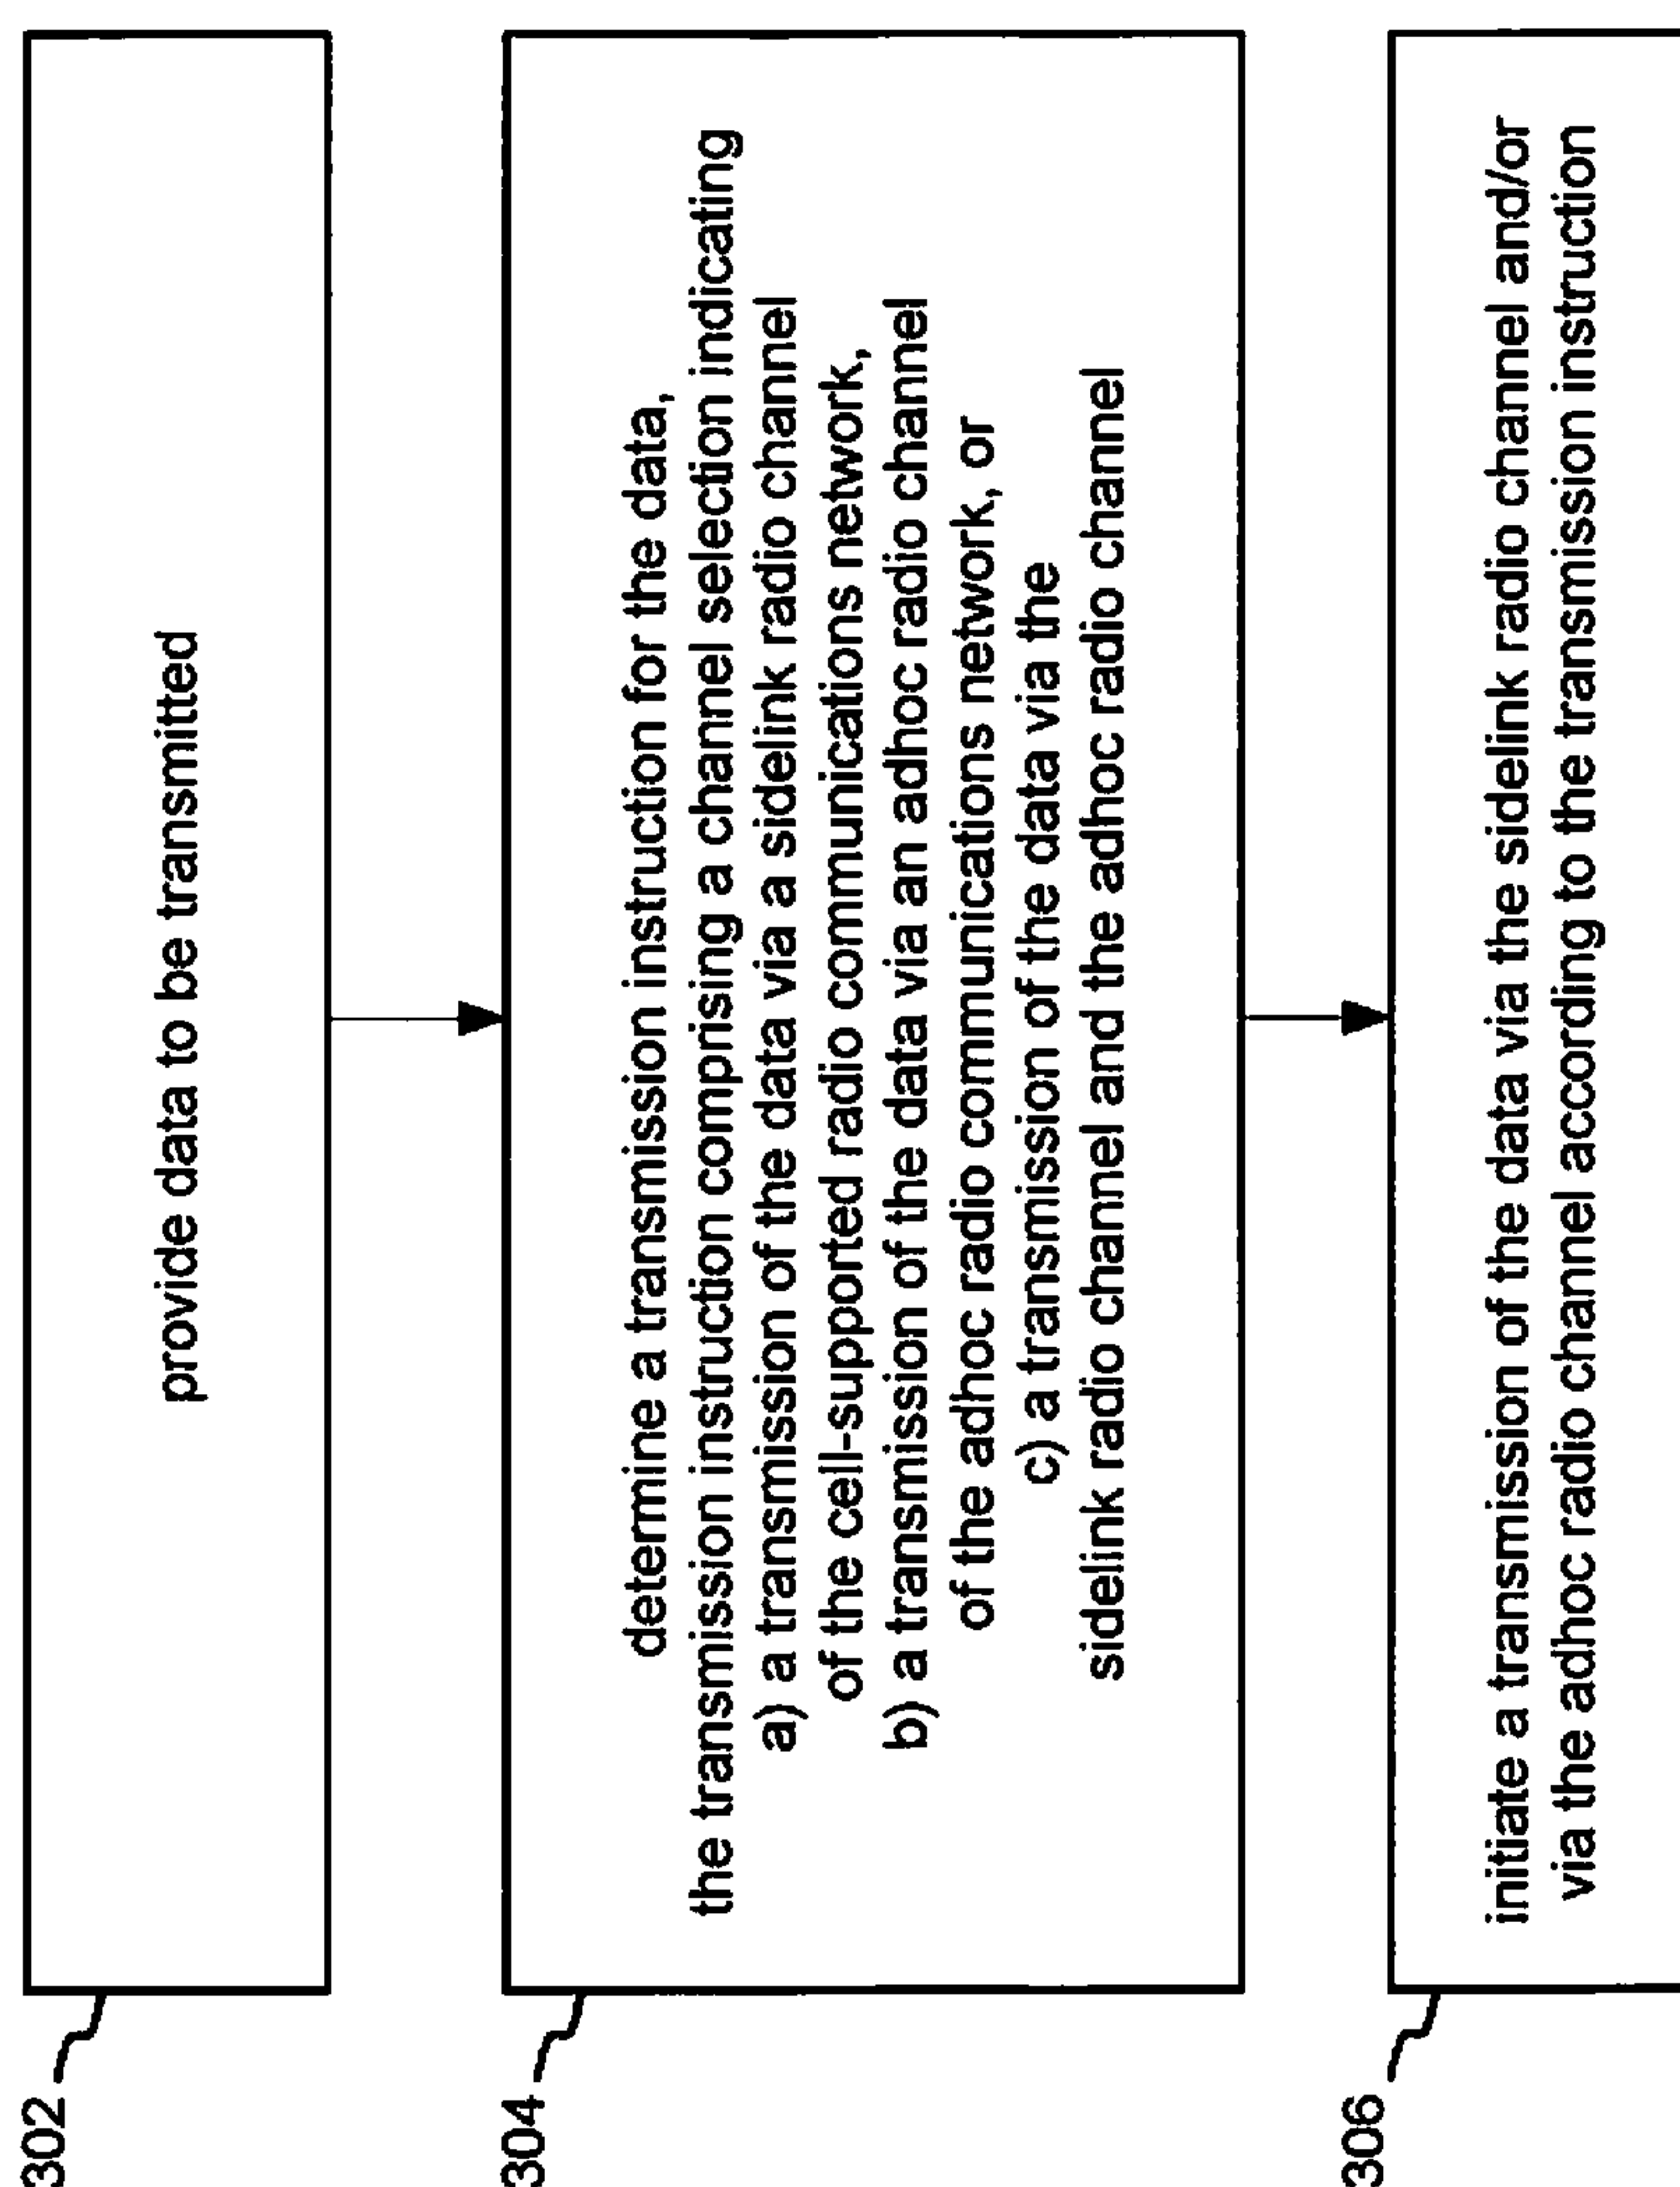 302
provide data to be transmitted
304
determine a transmission instruction for the data,
the transmission instruction comprising a channel selection indicating
a) a transmission of the data via a sidelink radio channel
of the cell-supported radio communications network,
b) a transmission of the data via an adhoc radio channel
of the adhoc radio communications network, or
c) a transmission of the data via the
sidelink radio channel and the adhoc radio channel
306
initiate a transmission of the data via the sidelink radio channel and/or
via the adhoc radio channel according to the transmission instruction